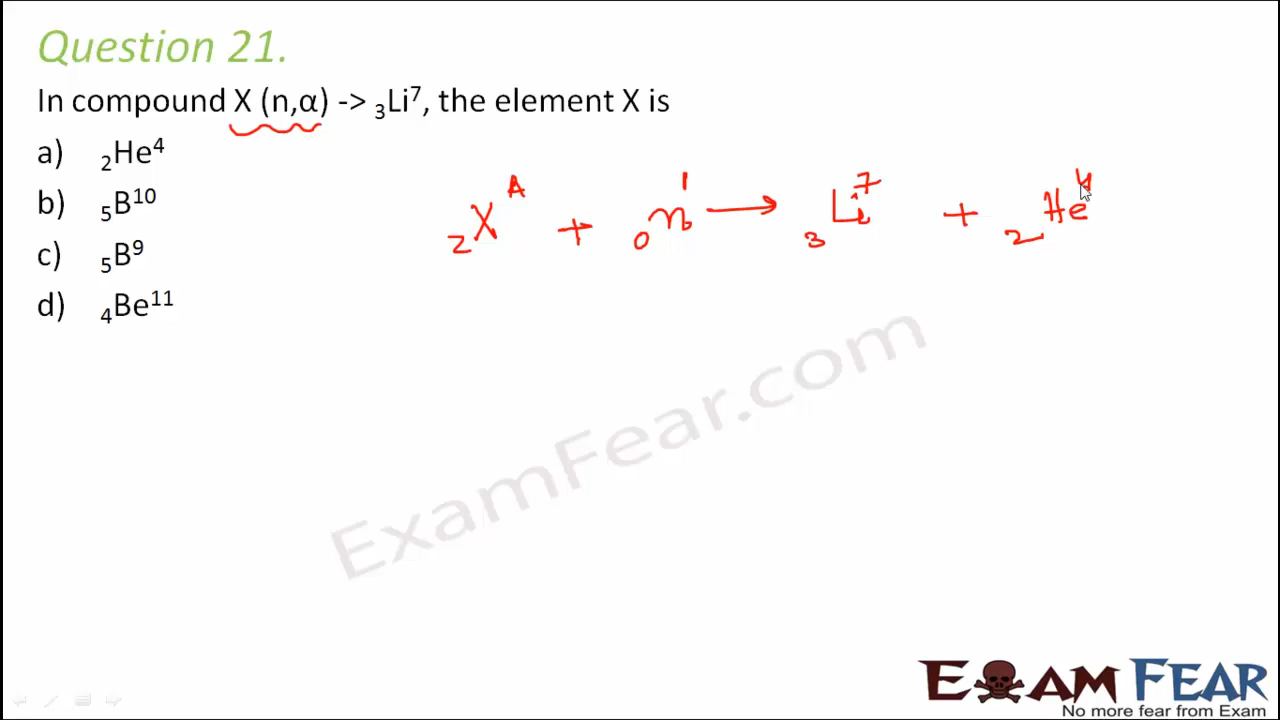 Question 21.
In compound X (n,α) -> ₃Li⁷, the element X is
a) ₂He⁴
b) ₅B¹⁰
c) ₅B⁹
d) ₄Be¹¹
zXᴬ + ₀n¹ → ₃Li⁷ + ₂He⁴
ExamFear.com
EXAM FEAR
No more fear from Exam